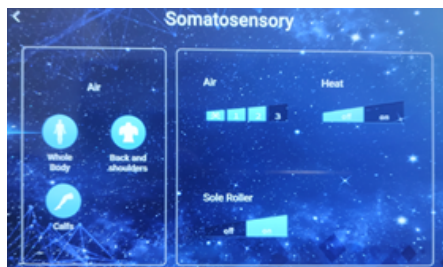 Somatosensory
Air
Whole
Body
Back and
shoulders
Calfs
Air
1 2 3
Heat
off on
Sole Roller
off on